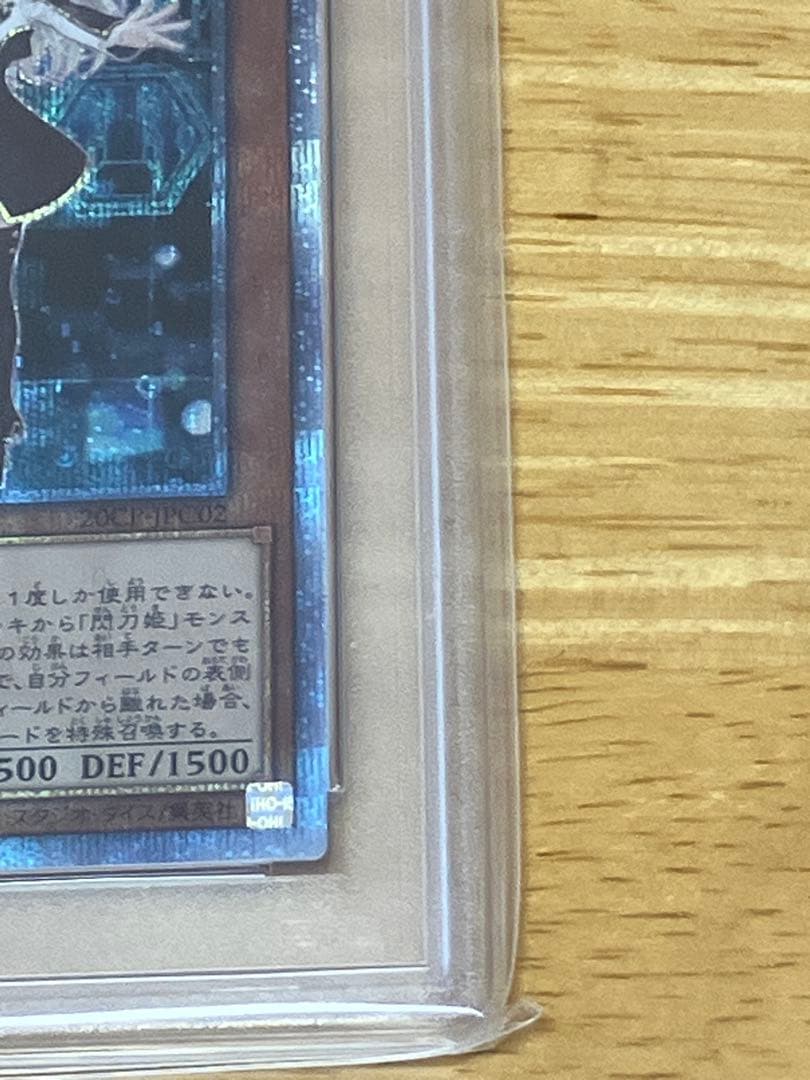 20CP-JPC02
1度しか使用できない。
キから「閃刀姫」モンス
の効果は相手ターンでも
で、自分フィールドの表側
ィールドから離れた場合、
ードを特殊召喚する。
500 DEF/1500
スタジオ・ダイス/集英社